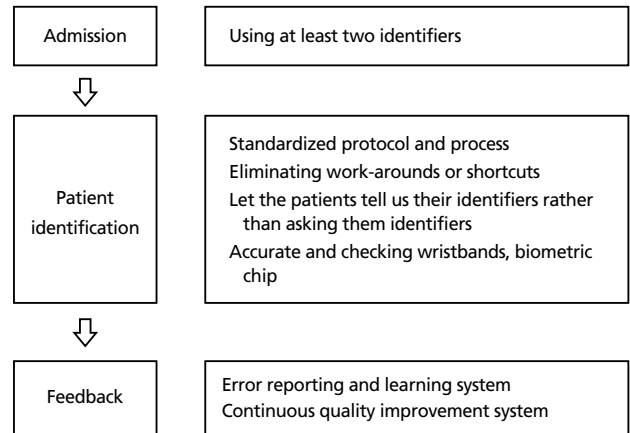 Admission
Using at least two identifiers
Patient
identification
Standardized protocol and process
Eliminating work-arounds or shortcuts
Let the patients tell us their identifiers rather
than asking them identifiers
Accurate and checking wristbands, biometric
chip
Feedback
Error reporting and learning system
Continuous quality improvement system